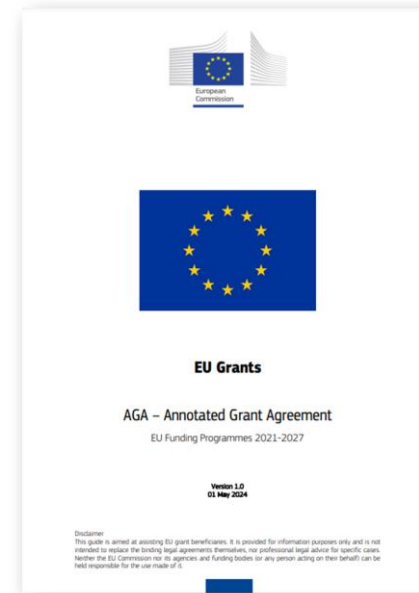 European
Commission
EU Grants
AGA – Annotated Grant Agreement
EU Funding Programmes 2021-2027
Version 1.0
01 May 2024
Disclaimer
This guide is aimed at assisting EU grant beneficiaries. It is provided for information purposes only and is not
intended to replace the binding legal agreements themselves, nor professional legal advice for specific cases.
Neither the EU Commission nor its agencies and funding bodies (or any person acting on their behalf) can be
held responsible for the use made of it.